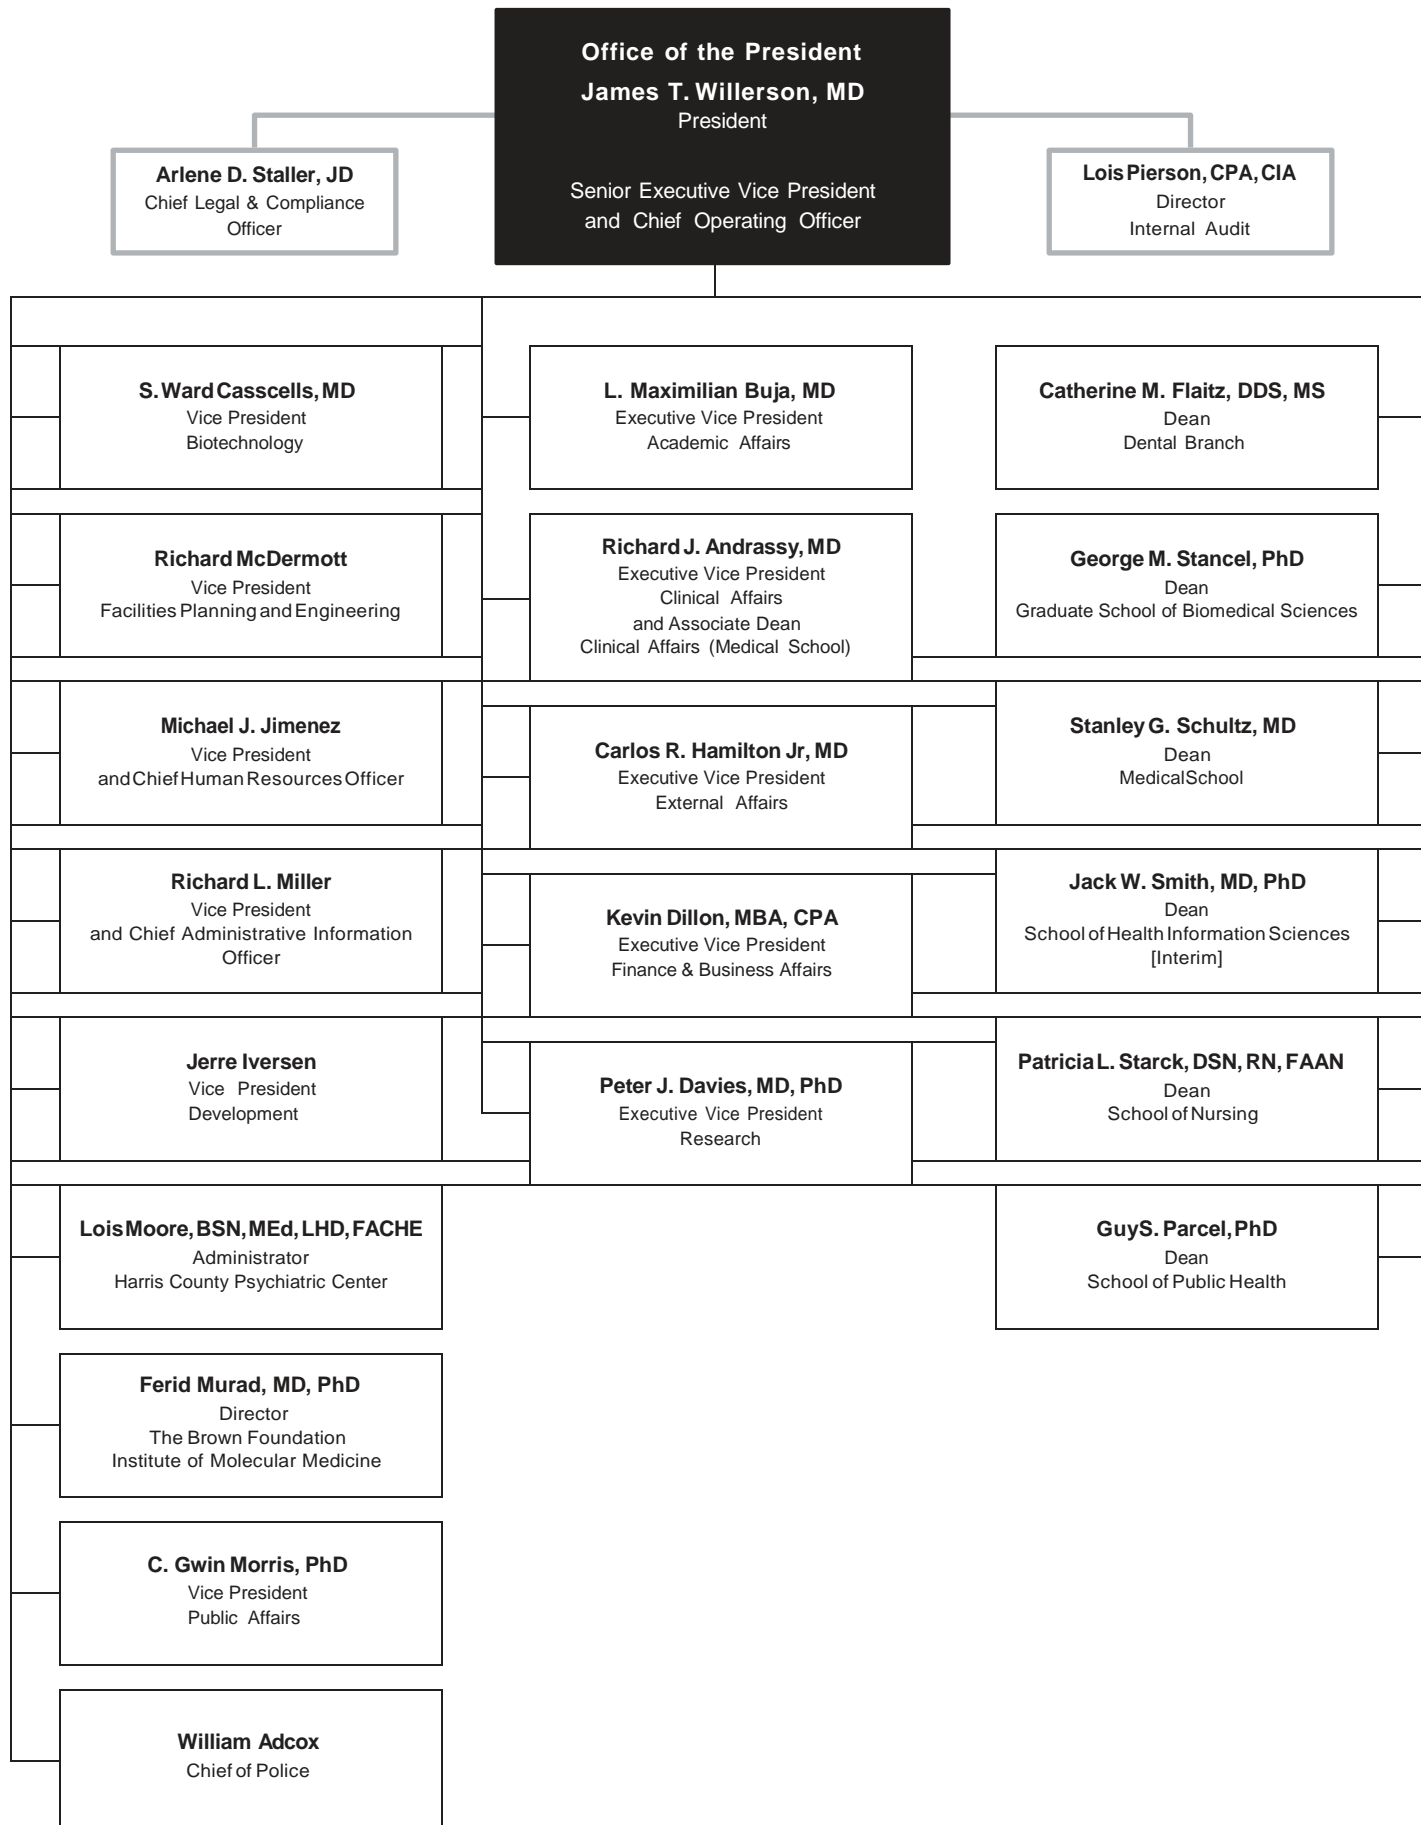 Office of the President
James T. Willerson, MD
President
Senior Executive Vice President
and Chief Operating Officer
Arlene D. Staller, JD
Chief Legal & Compliance
Officer
Lois Pierson, CPA, CIA
Director
Internal Audit
S. Ward Casscells, MD
Vice President
Biotechnology
Richard McDermott
Vice President
Facilities Planning and Engineering
Michael J. Jimenez
Vice President
and Chief Human Resources Officer
Richard L. Miller
Vice President
and Chief Administrative Information
Officer
Jerre Iversen
Vice President
Development
Lois Moore, BSN, MEd, LHD, FACHE
Administrator
Harris County Psychiatric Center
Ferid Murad, MD, PhD
Director
The Brown Foundation
Institute of Molecular Medicine
C. Gwin Morris, PhD
Vice President
Public Affairs
William Adcox
Chief of Police
L. Maximilian Buja, MD
Executive Vice President
Academic Affairs
Richard J. Andrassy, MD
Executive Vice President
Clinical Affairs
and Associate Dean
Clinical Affairs (Medical School)
Carlos R. Hamilton Jr, MD
Executive Vice President
External Affairs
Kevin Dillon, MBA, CPA
Executive Vice President
Finance & Business Affairs
Peter J. Davies, MD, PhD
Executive Vice President
Research
Catherine M. Flaitz, DDS, MS
Dean
Dental Branch
George M. Stancel, PhD
Dean
Graduate School of Biomedical Sciences
Stanley G. Schultz, MD
Dean
MedicalSchool
Jack W. Smith, MD, PhD
Dean
School of Health Information Sciences
[Interim]
Patricia L. Starck, DSN, RN, FAAN
Dean
School of Nursing
GuyS. Parcel, PhD
Dean
School of Public Health